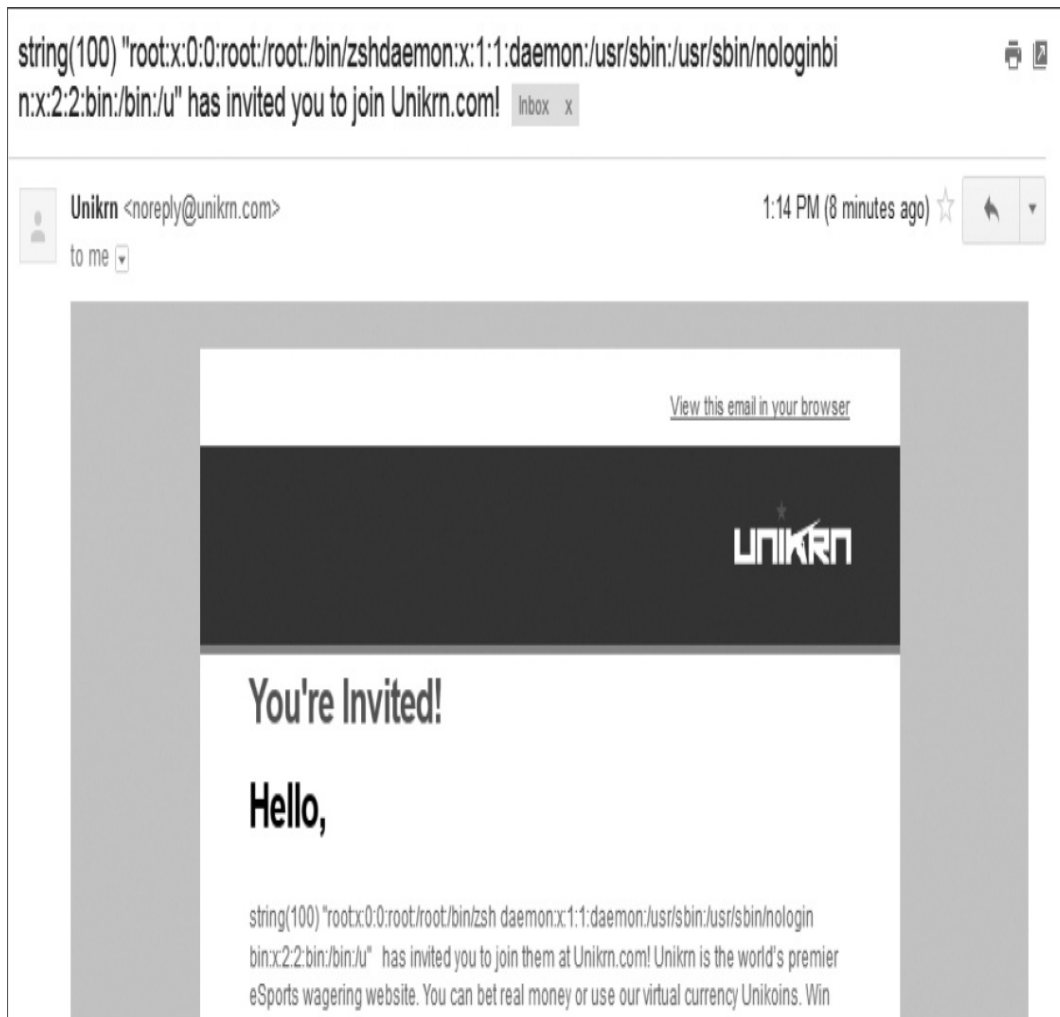 string(100) "root:x:0:0:root:/root:/bin/zshdaemon:x:1:1:daemon:/usr/sbin:/usr/sbin/nologinbi
n:x:2:2:bin:/bin:/u" has invited you to join Unikrn.com! Inbox x
Unikrn <noreply@unikrn.com> 1:14 PM (8 minutes ago)
to me
View this email in your browser
UNIKRN
You're Invited!
Hello,
string(100) "root:x:0:0:root:/root:/bin/zsh daemon:x:1:1:daemon:/usr/sbin:/usr/sbin/nologin
bin:x:2:2:bin:/bin:/u" has invited you to join them at Unikrn.com! Unikrn is the world's premier
eSports wagering website. You can bet real money or use our virtual currency Unikoins. Win